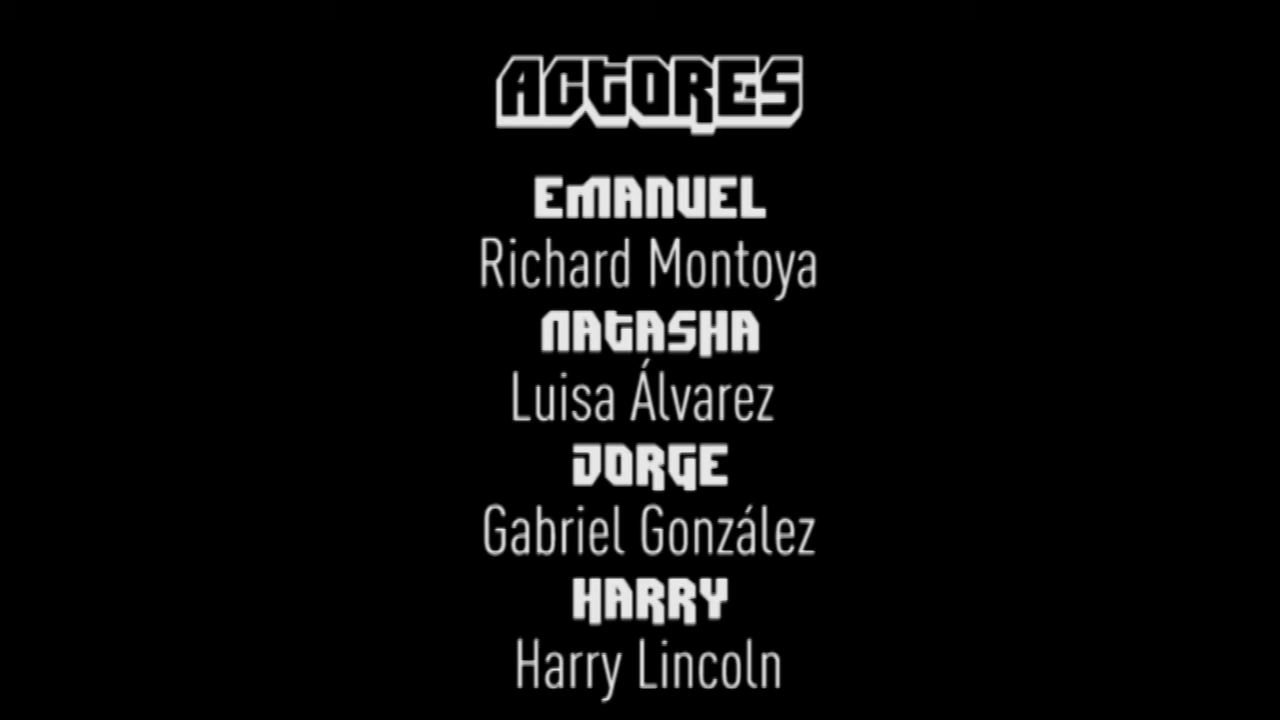 ACTORES
EMANUEL
Richard Montoya
NATASHA
Luisa Álvarez
JORGE
Gabriel González
HARRY
Harry Lincoln